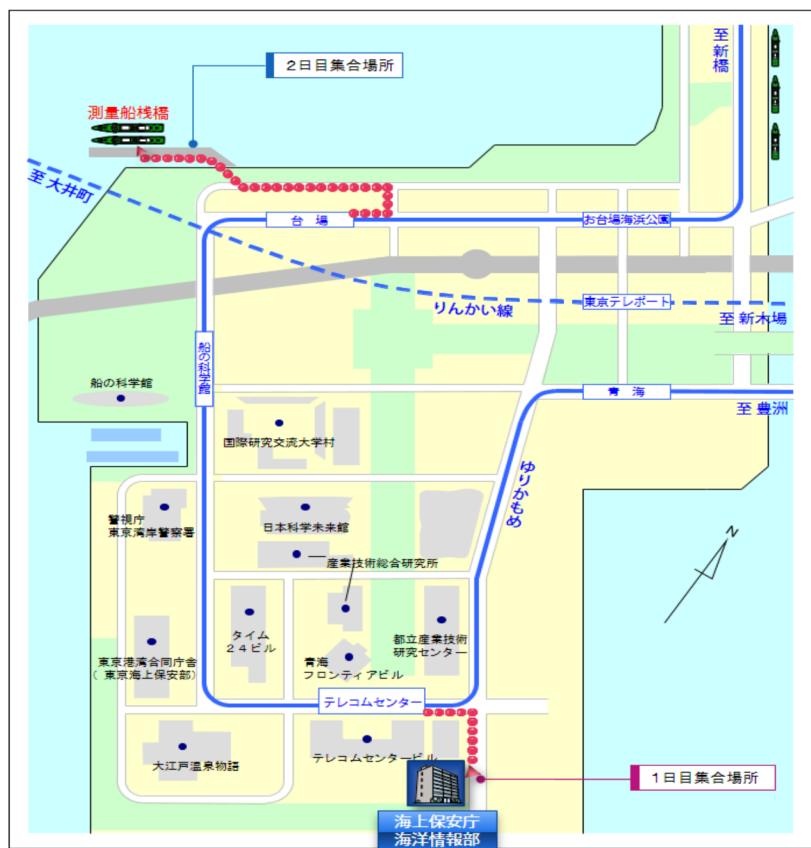 至新橋
2日目集合場所
測量船桟橋
至 大井町
台 場
お台場海浜公園
りんかい線
東京テレポート
至 新木場
船の科学館
船の科学館
青 海
至 豊洲
国際研究交流大学村
ゆりかもめ
警視庁
東京湾岸警察署
日本科学未来館
産業技術総合研究所
N
タイム
24ビル
都立産業技術
研究センター
東京港湾合同庁舎
(東京海上保安部)
青海
フロンティアビル
テレコムセンター
大江戸温泉物語
テレコムセンタービル
1日目集合場所
海上保安庁
海洋情報部